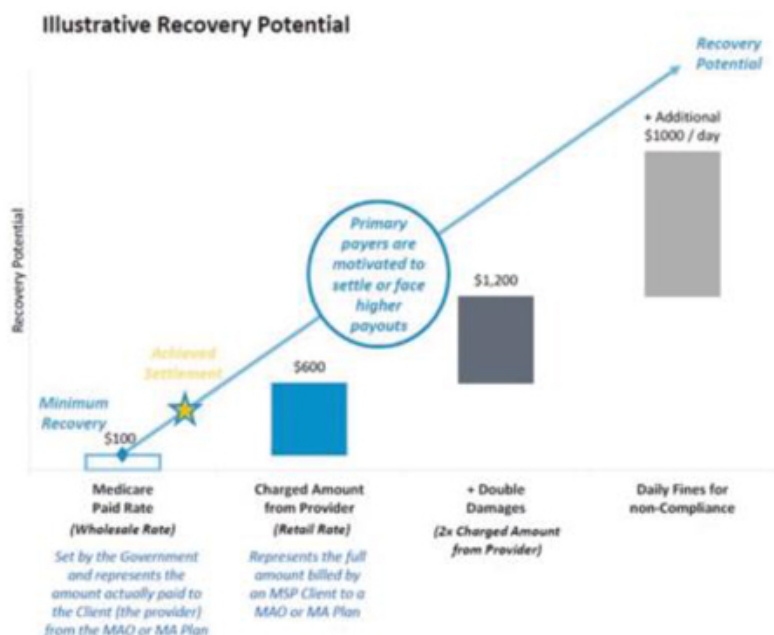 Illustrative Recovery Potential
Recovery
Potential
+ Additional
$1000 / day
Recovery Potential
Primary
payers are
motivated to
settle or face
higher
payouts
$1,200
Achieved
Settlement
$600
Minimum
Recovery
$100
Medicare
Paid Rate
(Wholesale Rate)
Set by the Government
and represents the
amount actually paid to
the Client (the provider)
from the MAO or MA Plan
Charged Amount
from Provider
(Retail Rate)
Represents the full
amount billed by
an MSP Client to a
MAO or MA Plan
+ Double
Damages
(2x Charged Amount
from Provider)
Daily Fines for
non-Compliance